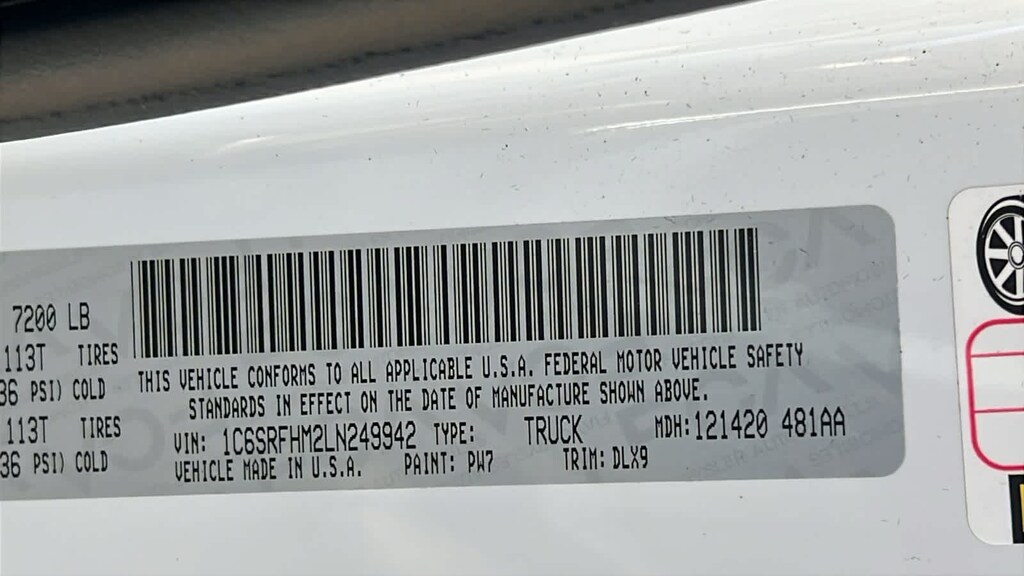 7200 LB
113T TIRES
36 PSI) COLD
113T TIRES
36 PSI) COLD
THIS VEHICLE CONFORMS TO ALL APPLICABLE U.S.A. FEDERAL MOTOR VEHICLE SAFETY
STANDARDS IN EFFECT ON THE DATE OF MANUFACTURE SHOWN ABOVE.
VIN: 1C6SRFHM2LN249942 TYPE: TRUCK MDH: 121420 481AA
VEHICLE MADE IN U.S.A. PAINT: PW7 TRIM: DLX9